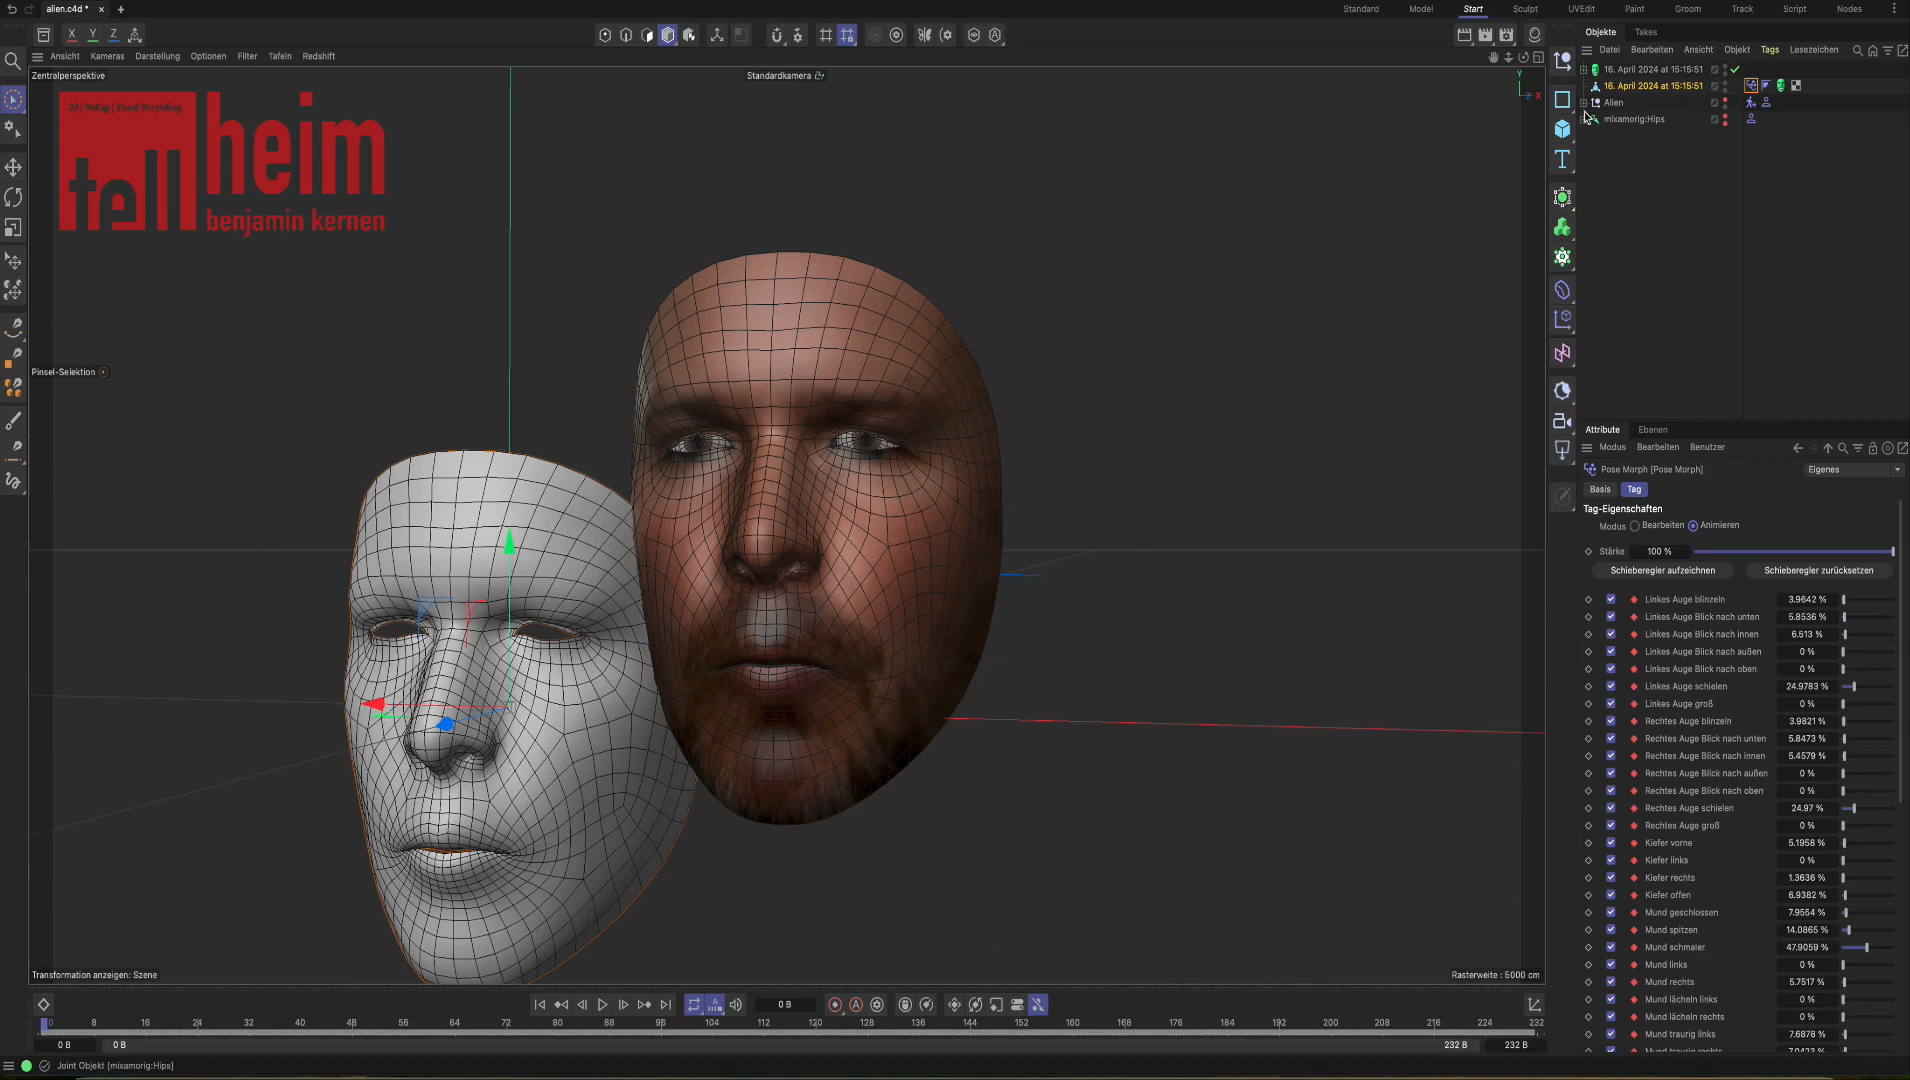 alien.c4d *
Standard
Model
Start
Sculpt
UVEdit
Paint
Groom
Track
Script
Nodes
X
Y
Z
Ansicht
Kameras
Darstellung
Optionen
Filter
Tafeln
Redshift
Zentralperspektive
Standardkamera
3D | MoCap | Visual Storytelling
tell
heim
benjamin kernen
Y
Z
X
Pinsel-Selektion
Transformation anzeigen: Szene
Rasterweite : 5000 cm
Objekte
Takes
Datei
Bearbeiten
Ansicht
Objekt
Tags
Lesezeichen
16. April 2024 at 15:15:51
16. April 2024 at 15:15:51
Alien
mixamorig:Hips
Attribute
Ebenen
Modus
Bearbeiten
Benutzer
Pose Morph [Pose Morph]
Eigenes
Basis
Tag
Tag-Eigenschaften
Modus
Bearbeiten
Animieren
Stärke
100 %
Schieberegler aufzeichnen
Schieberegler zurücksetzen
Linkes Auge blinzeln 3.9642 %
Linkes Auge Blick nach unten 5.8536 %
Linkes Auge Blick nach innen 6.513 %
Linkes Auge Blick nach außen 0 %
Linkes Auge Blick nach oben 0 %
Linkes Auge schielen 24.9783 %
Linkes Auge groß 0 %
Rechtes Auge blinzeln 3.9821 %
Rechtes Auge Blick nach unten 5.8473 %
Rechtes Auge Blick nach innen 5.4579 %
Rechtes Auge Blick nach außen 0 %
Rechtes Auge Blick nach oben 0 %
Rechtes Auge schielen 24.97 %
Rechtes Auge groß 0 %
Kiefer vorne 5.1958 %
Kiefer links 0 %
Kiefer rechts 1.3636 %
Kiefer offen 6.9382 %
Mund geschlossen 7.9554 %
Mund spitzen 14.0865 %
Mund schmaler 47.9059 %
Mund links 0 %
Mund rechts 5.7517 %
Mund lächeln links 0 %
Mund lächeln rechts 0 %
Mund traurig links 7.6878 %
Mund traurig rechts 7.0423 %
0 B
0 8 16 24 32 40 48 56 64 72 80 88 96 104 112 120 128 136 144 152 160 168 176 184 192 200 208 216 224 232
0 B
0 B
232 B
232 B
Joint Objekt [mixamorig:Hips]